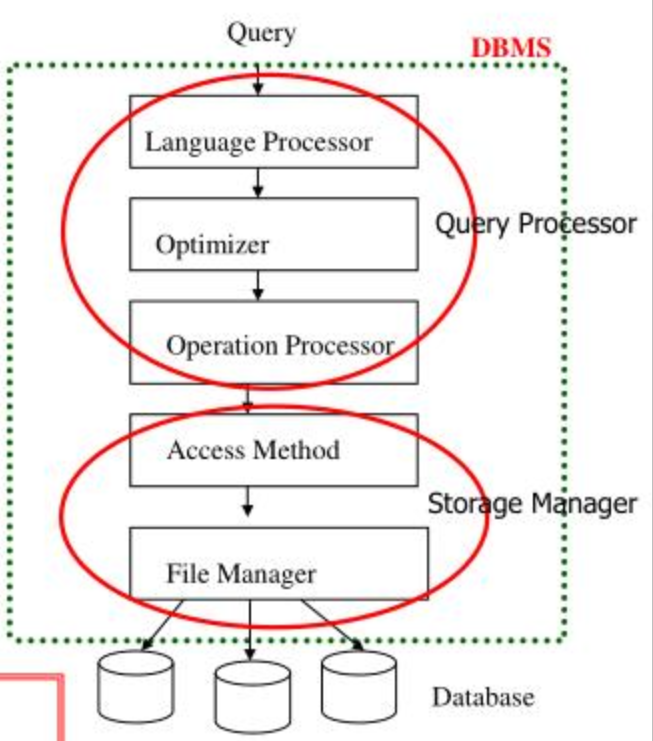 Query
DBMS
Language Processor
Query Processor
Optimizer
Operation Processor
Access Method
Storage Manager
File Manager
Database